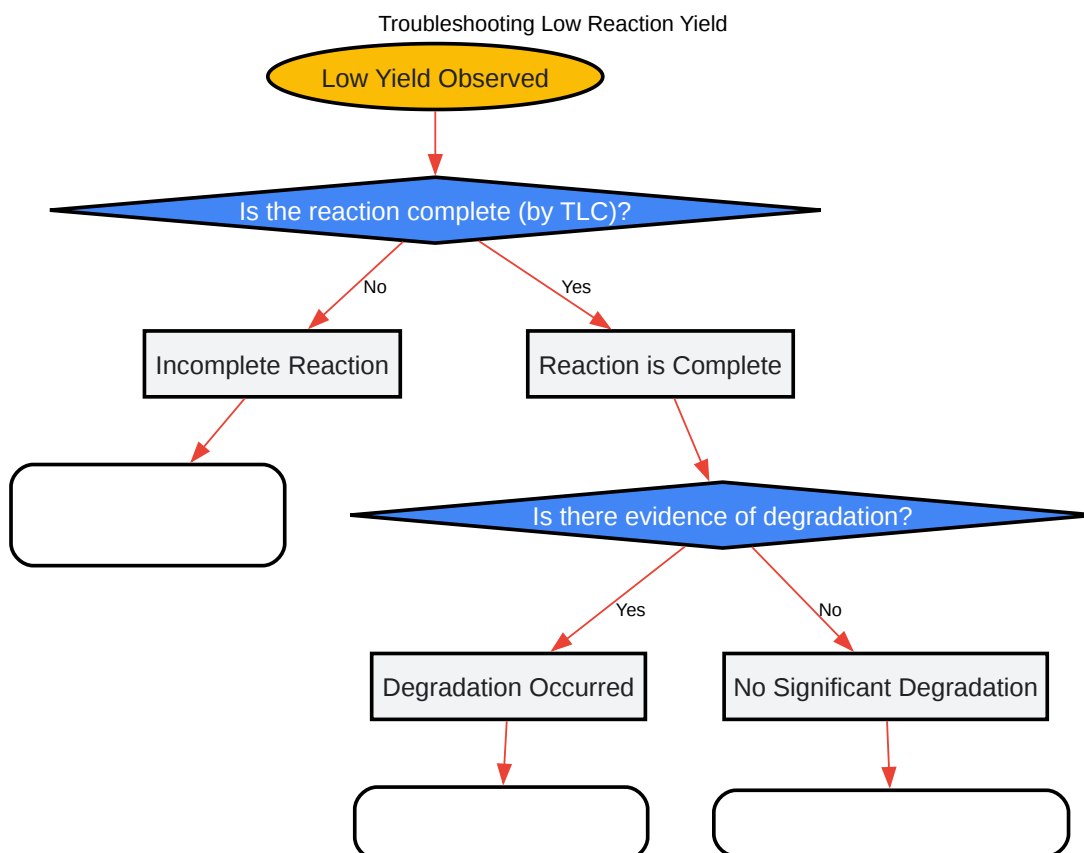 Troubleshooting Low Reaction Yield
Low Yield Observed
Is the reaction complete (by TLC)?
No
Yes
Incomplete Reaction
Reaction is Complete
Is there evidence of degradation?
Yes
No
Degradation Occurred
No Significant Degradation